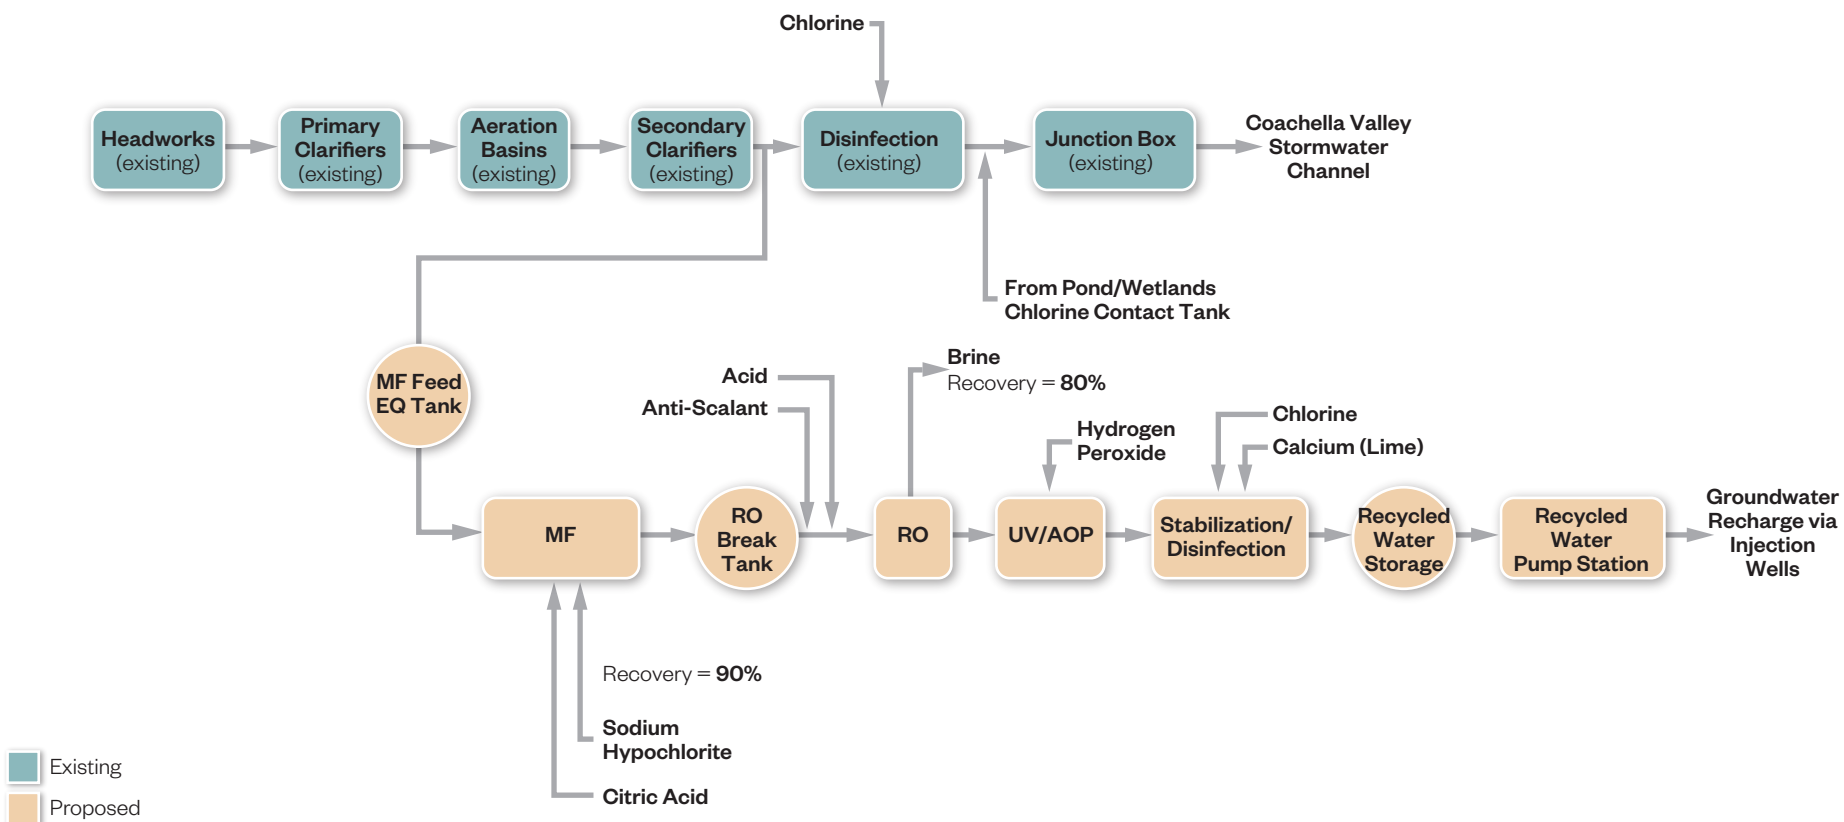 Chlorine
Headworks
(existing)
Primary
Clarifiers
(existing)
Aeration
Basins
(existing)
Secondary
Clarifiers
(existing)
Disinfection
(existing)
Junction Box
(existing)
Coachella Valley
Stormwater
Channel
From Pond/Wetlands
Chlorine Contact Tank
MF Feed
EQ Tank
Acid
Anti-Scalant
Brine
Recovery = 80%
Hydrogen
Peroxide
Chlorine
Calcium (Lime)
MF
RO
Break
Tank
RO
UV/AOP
Stabilization/
Disinfection
Recycled
Water
Storage
Recycled
Water
Pump Station
Groundwater
Recharge via
Injection
Wells
Recovery = 90%
Sodium
Hypochlorite
Citric Acid
Existing
Proposed